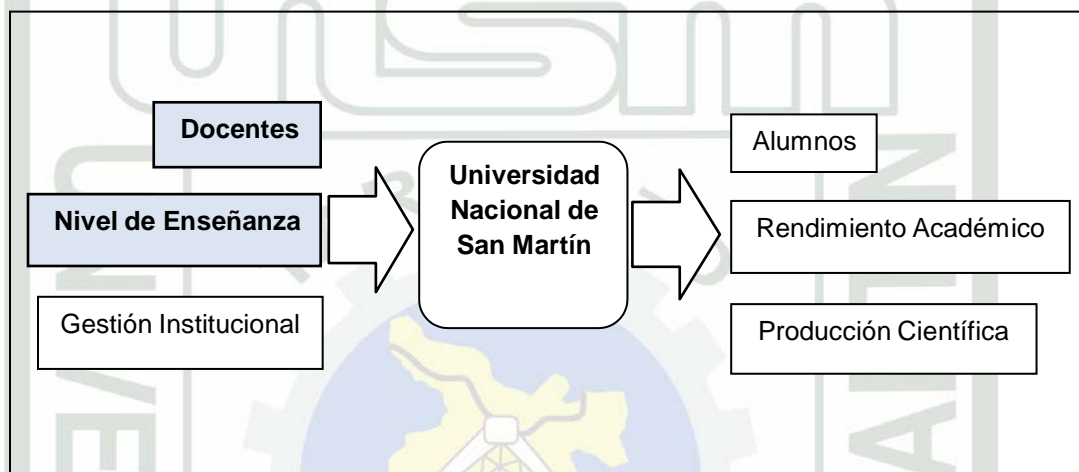 Docentes
Nivel de Enseñanza
Gestión Institucional
Universidad
Nacional de
San Martín
Alumnos
Rendimiento Académico
Producción Científica